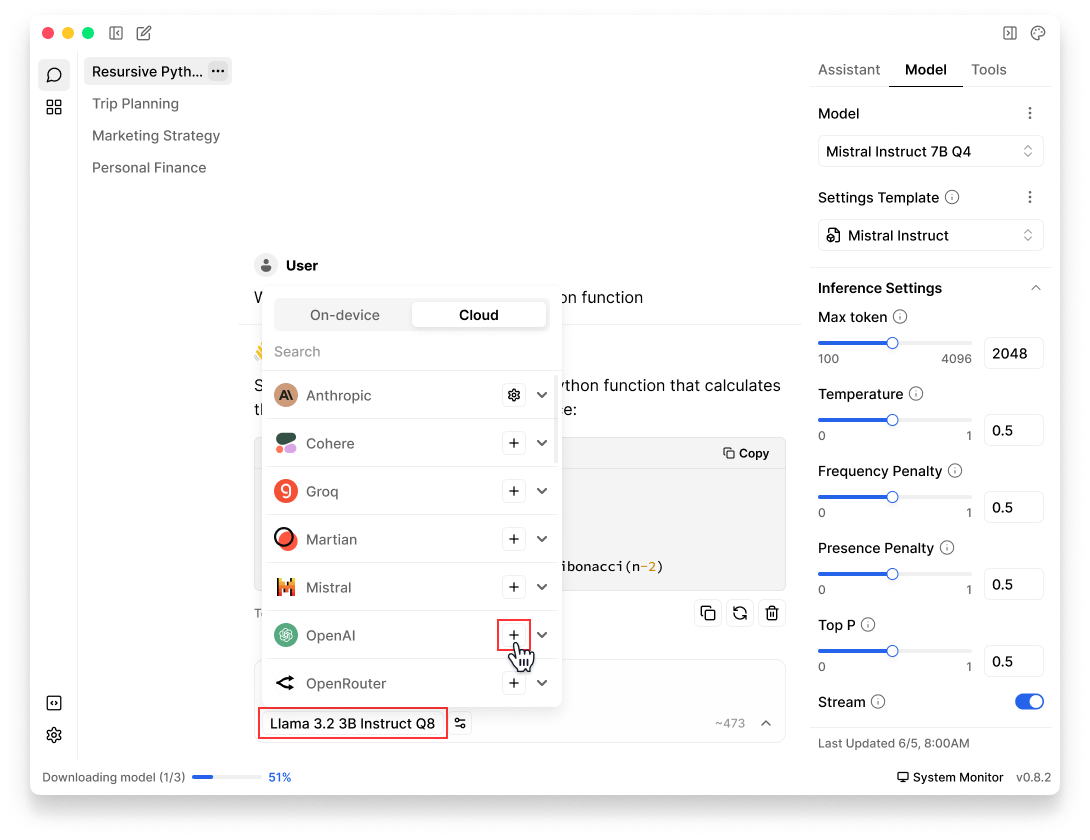 Resursive Pyth...
Trip Planning
Marketing Strategy
Personal Finance
User
on function
On-device
Cloud
Search
Anthropic
Cohere
Groq
Martian
Mistral
OpenAI
OpenRouter
ython function that calculates
e:
Copy
ibonacci(n-2)
Llama 3.2 3B Instruct Q8
~473
Assistant
Model
Tools
Model
Mistral Instruct 7B Q4
Settings Template
Mistral Instruct
Inference Settings
Max token
100
4096
2048
Temperature
0
1
0.5
Frequency Penalty
0
1
0.5
Presence Penalty
0
1
0.5
Top P
0
1
0.5
Stream
Last Updated 6/5, 8:00AM
Downloading model (1/3)
51%
System Monitor
v0.8.2